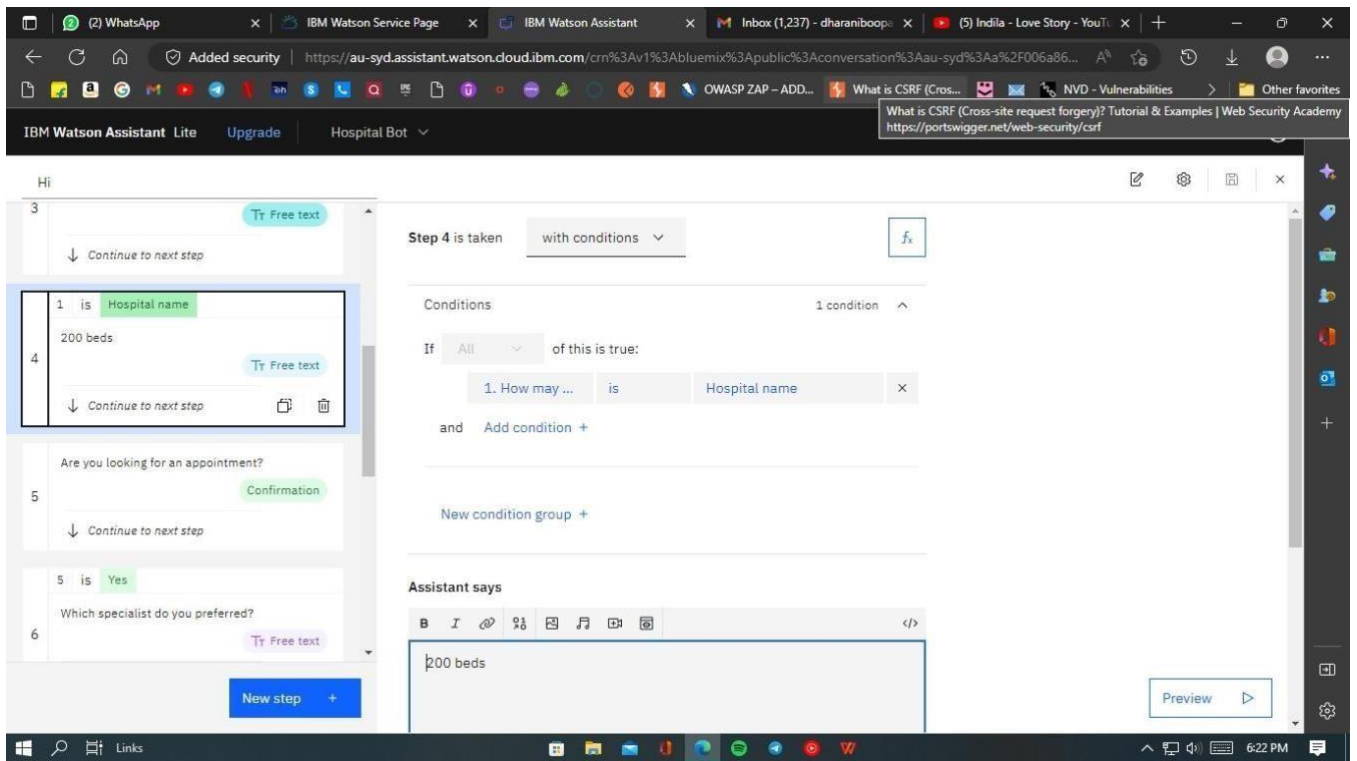 (2) WhatsApp
IBM Watson Service Page
IBM Watson Assistant
Inbox (1,237) - dharaniboopa
(5) Indila - Love Story - YouTu
Added security
https://au-syd.assistant.watson.cloud.ibm.com/crn%3Av1%3Abluemix%3Apublic%3Aconversation%3Aau-syd%3Aa%2F006a86...
OWASP ZAP – ADD...
What is CSRF (Cros...
NVD - Vulnerabilities
Other favorites
What is CSRF (Cross-site request forgery)? Tutorial & Examples | Web Security Academy
https://portswigger.net/web-security/csrf
IBM Watson Assistant Lite
Upgrade
Hospital Bot
Hi
3
Free text
Continue to next step
Step 4 is taken
with conditions
fx
1 is Hospital name
200 beds
4
Free text
Continue to next step
Conditions
1 condition
If All of this is true:
1. How may ... is Hospital name
and Add condition +
Are you looking for an appointment?
5
Confirmation
Continue to next step
New condition group +
5 is Yes
Which specialist do you preferred?
6
Free text
Assistant says
B I </>
200 beds
New step +
Preview
Links
6:22 PM